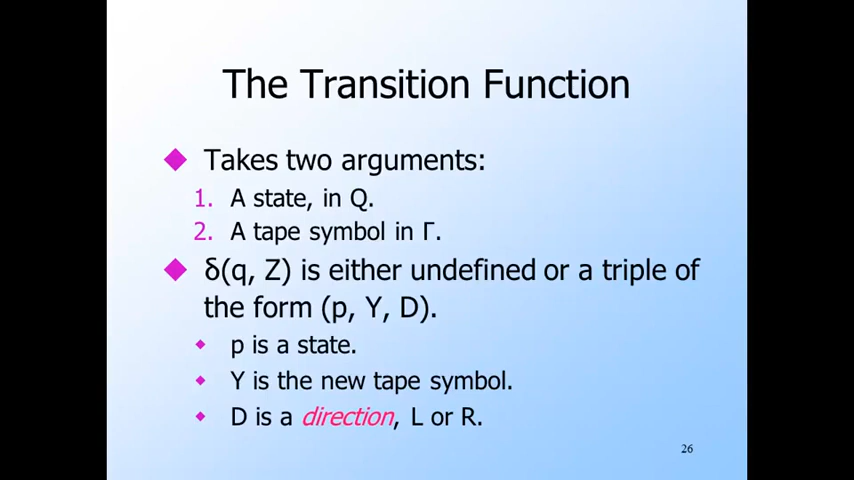 The Transition Function
Takes two arguments:
1. A state, in Q.
2. A tape symbol in Γ.
δ(q, Z) is either undefined or a triple of
the form (p, Y, D).
p is a state.
Y is the new tape symbol.
D is a direction, L or R.
26